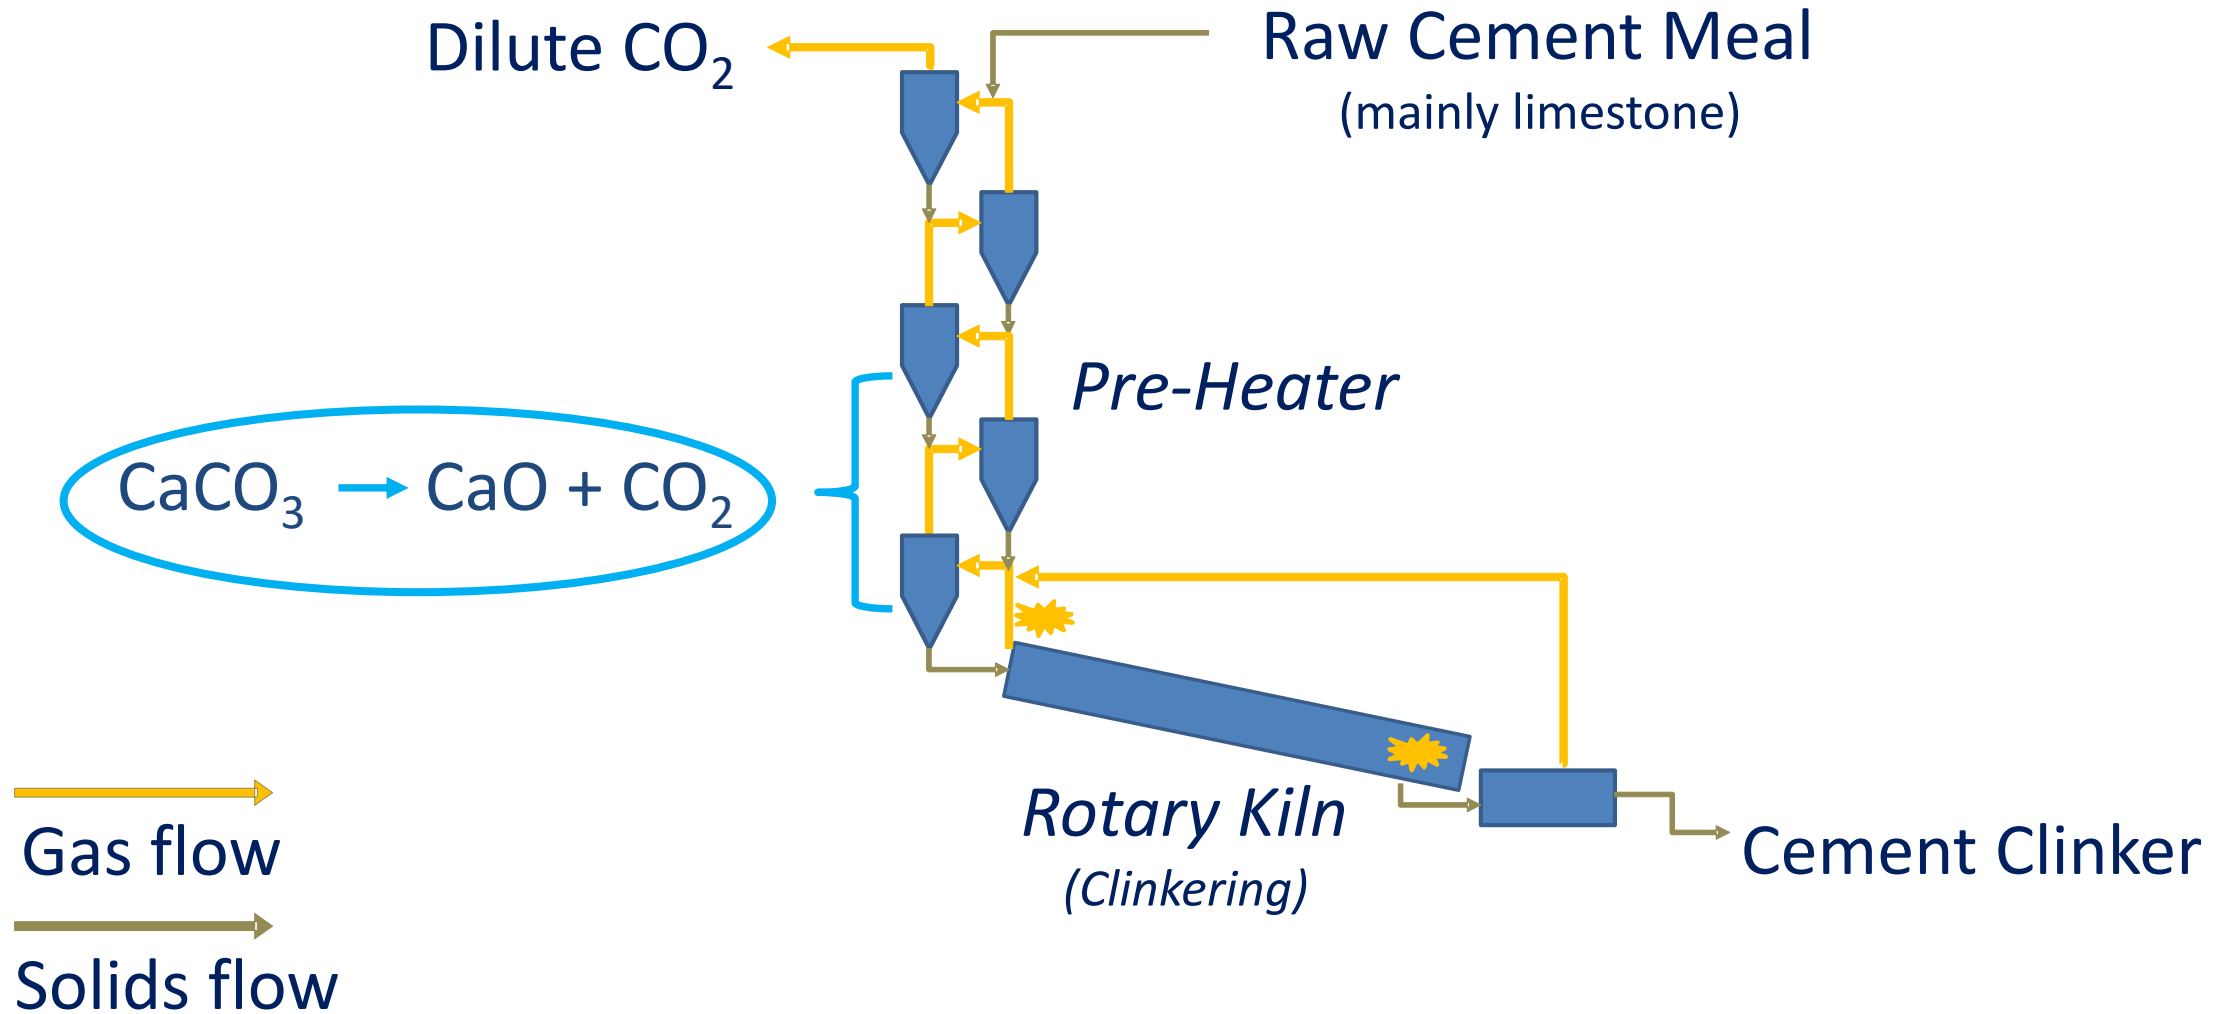 Dilute CO₂
Raw Cement Meal
(mainly limestone)
Pre-Heater
CaCO₃ → CaO + CO₂
Rotary Kiln
(Clinkering)
Cement Clinker
Gas flow
Solids flow